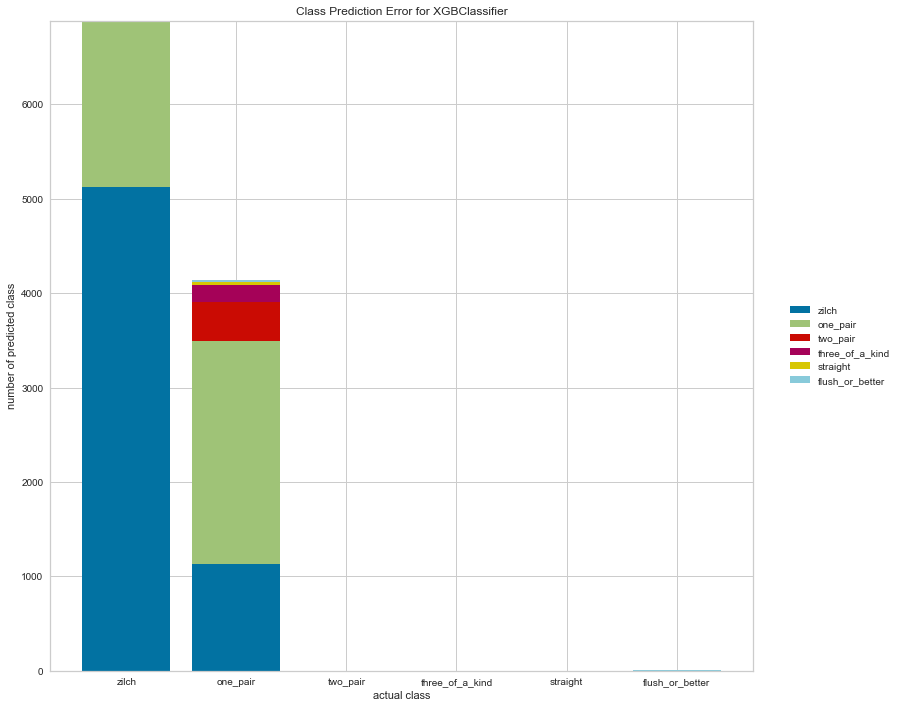 Class Prediction Error for XGBClassifier
number of predicted class
6000
5000
4000
3000
2000
1000
0
zilch
one_pair
two_pair
three_of_a_kind
straight
flush_or_better
actual class
zilch
one_pair
two_pair
three_of_a_kind
straight
flush_or_better